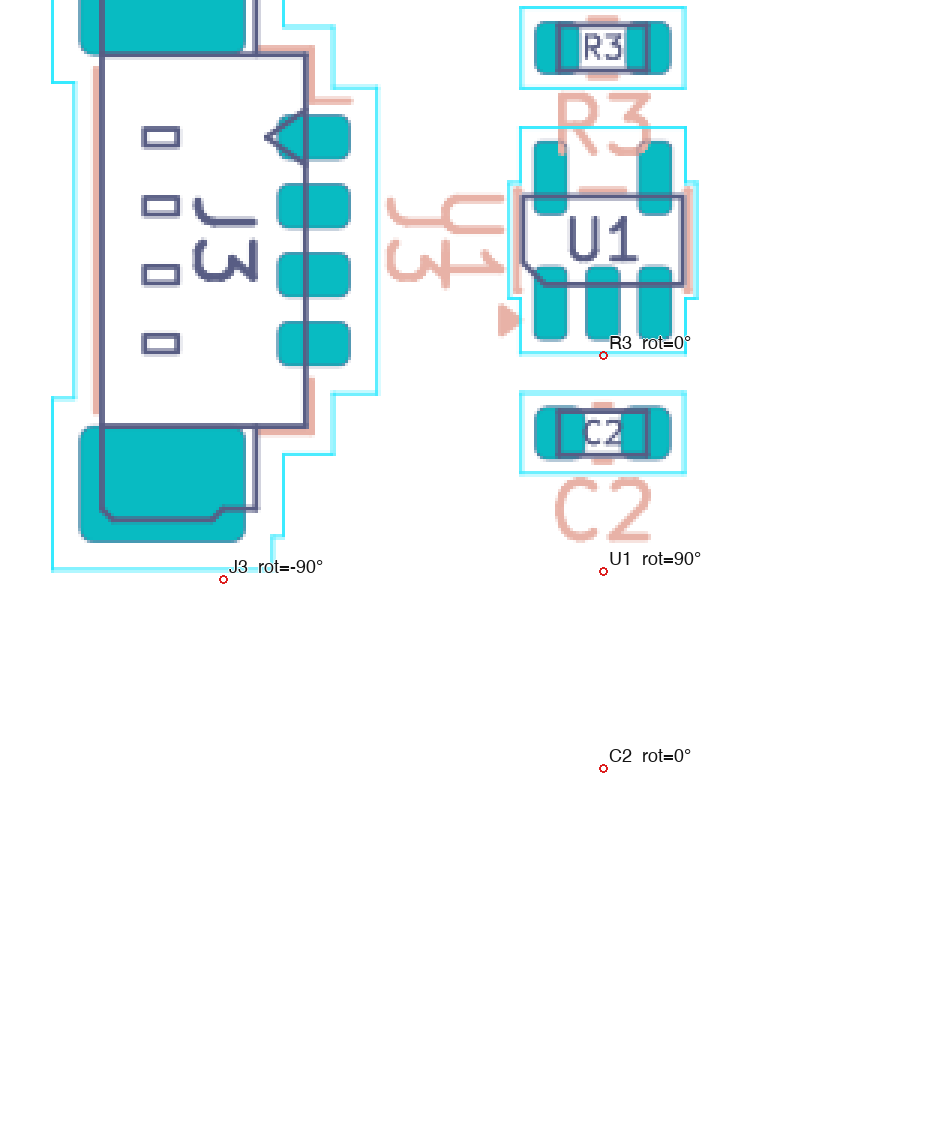 R3
R3
J3
J3
U1
U1
R3 rot=0°
C2
C2
J3 rot=-90°
U1 rot=90°
C2 rot=0°